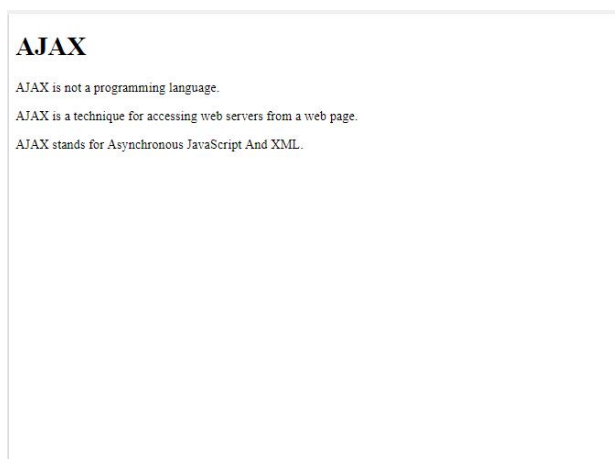 AJAX
AJAX is not a programming language.
AJAX is a technique for accessing web servers from a web page.
AJAX stands for Asynchronous JavaScript And XML.